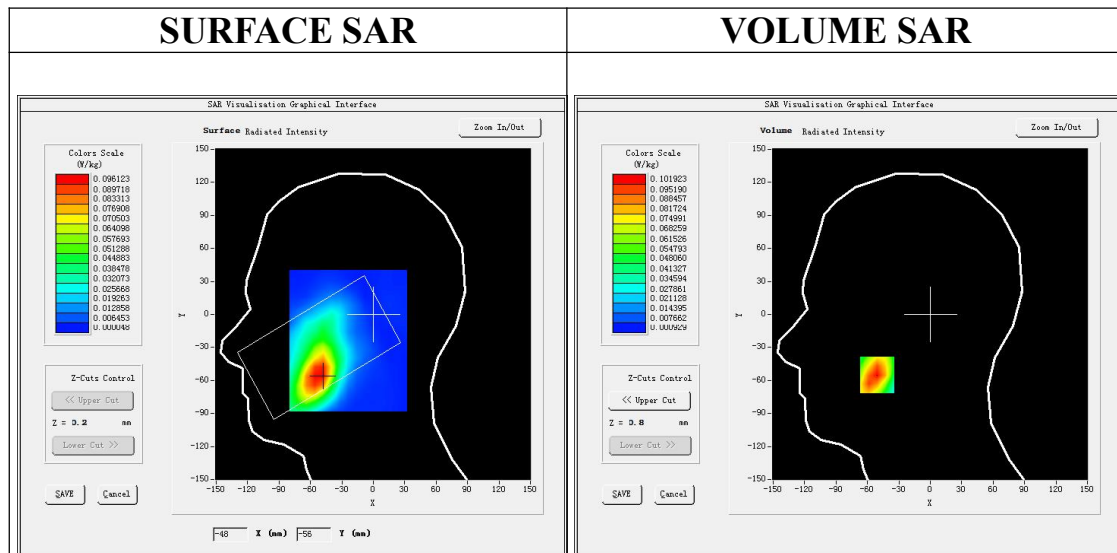 SURFACE SAR
VOLUME SAR
SAR Visualisation Graphical Interface
Surface Radiated Intensity
Zoom In/Out
Colors Scale
(W/kg)
0.096123
0.089718
0.083313
0.076908
0.070503
0.064098
0.057693
0.051288
0.044883
0.038478
0.032073
0.025668
0.019263
0.012858
0.006453
0.000048
Z-Cuts Control
<< Upper Cut
Z = 0.2 mm
Lower Cut >>
SAVE Cancel
150
120
90
60
30
0
-30
-60
-90
-120
-150
Y
-150 -120 -90 -60 -30 0 30 60 90 120 150
X
-48 X (mm) -56 Y (mm)
SAR Visualisation Graphical Interface
Volume Radiated Intensity
Zoom In/Out
Colors Scale
(W/kg)
0.101923
0.095190
0.088457
0.081724
0.074991
0.068259
0.061526
0.054793
0.048060
0.041327
0.034594
0.027861
0.021128
0.014395
0.007662
0.000929
Z-Cuts Control
<< Upper Cut
Z = 0.8 mm
Lower Cut >>
SAVE Cancel
150
120
90
60
30
0
-30
-60
-90
-120
-150
Y
-150 -120 -90 -60 -30 0 30 60 90 120 150
X